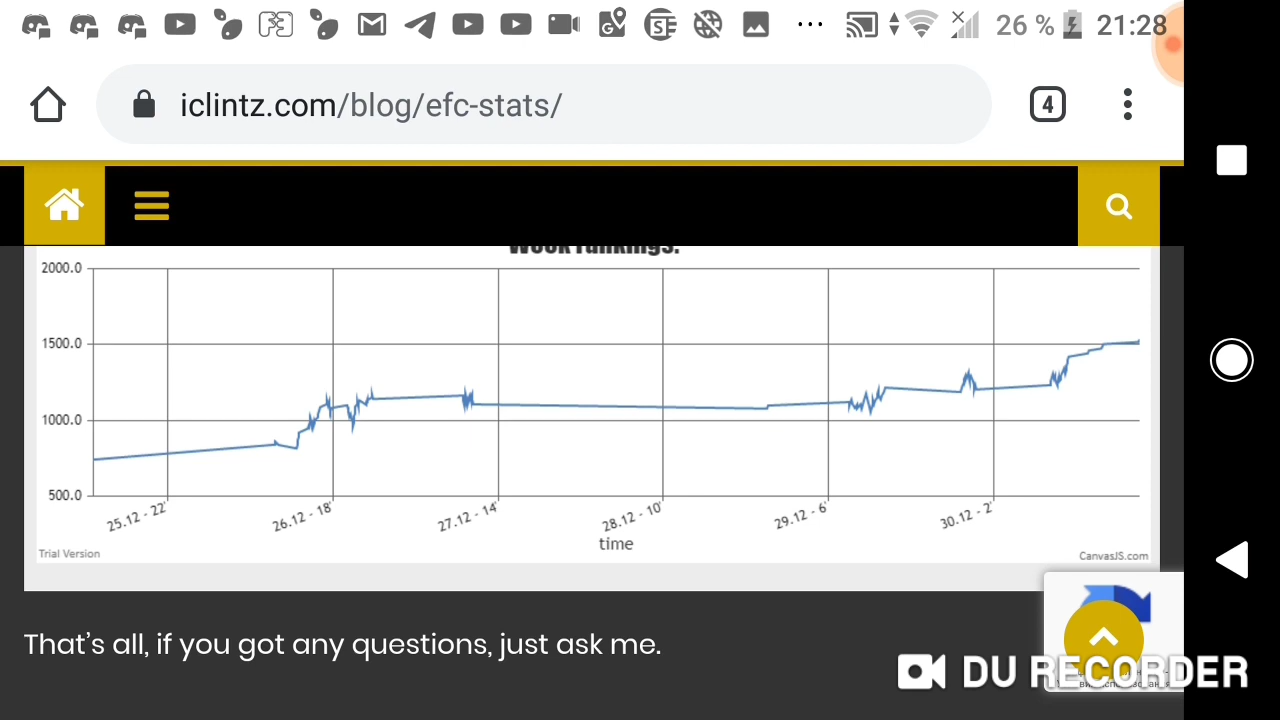 26 % 21:28
iclintz.com/blog/efc-stats/ 4
Week rankings.
2000.0
1500.0
1000.0
500.0
25.12 - 22' 26.12 - 18' 27.12 - 14' 28.12 - 10' 29.12 - 6' 30.12 - 2'
time
Trial Version CanvasJS.com
That's all, if you got any questions, just ask me.
DU RECORDER